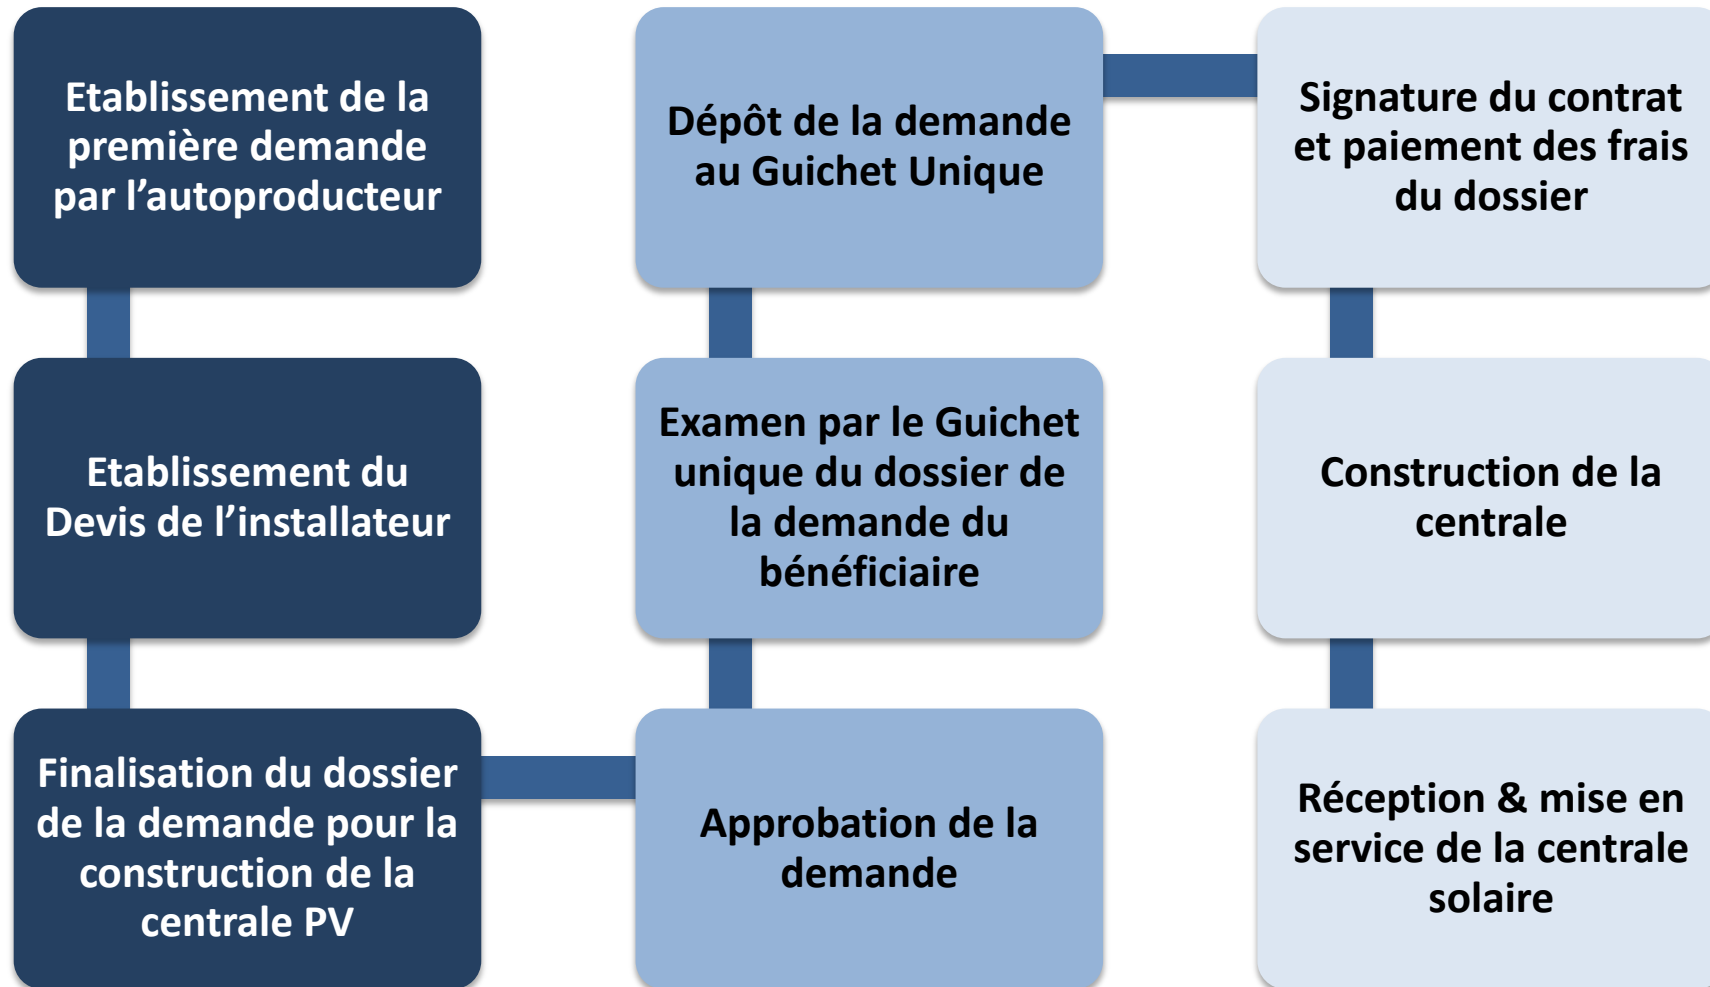 Etablissement de la
première demande
par l’autoproducteur
Etablissement du
Devis de l’installateur
Finalisation du dossier
de la demande pour la
construction de la
centrale PV
Dépôt de la demande
au Guichet Unique
Examen par le Guichet
unique du dossier de
la demande du
bénéficiaire
Approbation de la
demande
Signature du contrat
et paiement des frais
du dossier
Construction de la
centrale
Réception & mise en
service de la centrale
solaire